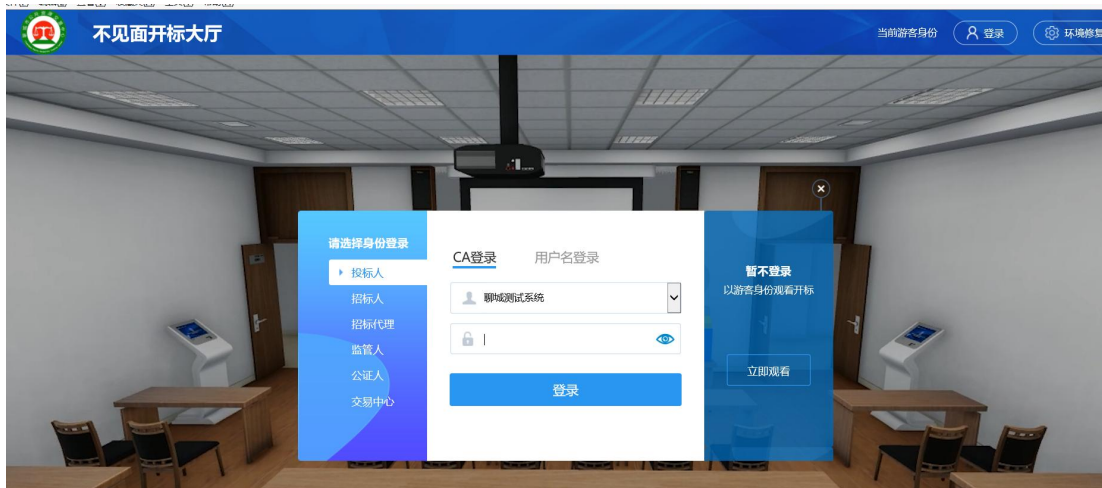 不见面开标大厅
当前游客身份
登录
环境修复
请选择身份登录
投标人
招标人
招标代理
监管人
公证人
交易中心
CA登录 用户名登录
聊城测试系统
登录
暂不登录
以游客身份观看开标
立即观看